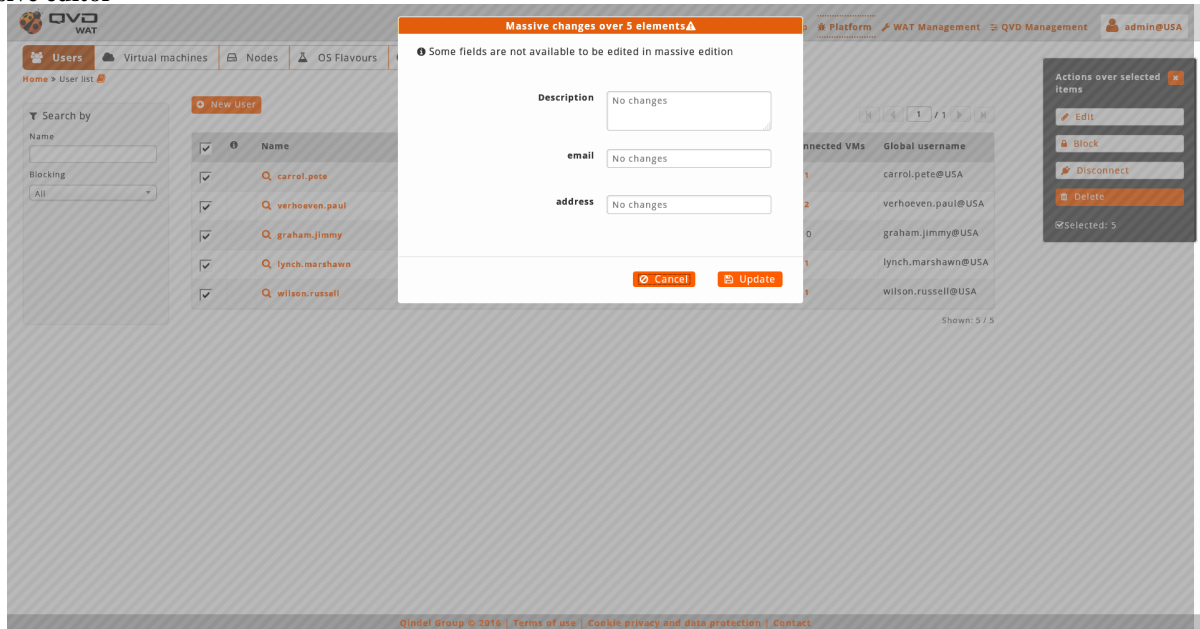 QVD
WAT
Massive changes over 5 elements
Platform
WAT Management
QVD Management
admin@USA
Users
Virtual machines
Nodes
OS Flavours
Some fields are not available to be edited in massive edition
Home » User list
Actions over selected items
New User
Search by
Description
No changes
1 / 1
Edit
Name
Block
Name
email
No changes
Connected VMs
Global username
Blocking
All
carrol.pete
1
carrol.pete@USA
Disconnect
verhoeven.paul
address
No changes
2
verhoeven.paul@USA
Delete
graham.jimmy
0
graham.jimmy@USA
Selected: 5
lynch.marshawn
1
lynch.marshawn@USA
Cancel
Update
wilson.russell
1
wilson.russell@USA
Shown: 5 / 5
Qindel Group © 2016 | Terms of use | Cookie privacy and data protection | Contact